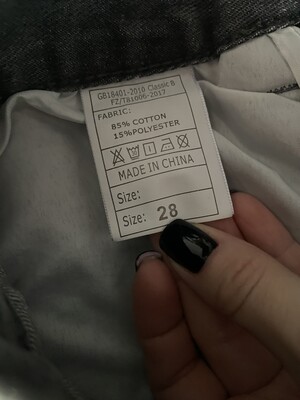 GB18401-2010 Classic B
FZ/T81006-2017
FABRIC:
85% COTTON
15%POLYESTER
MADE IN CHINA
Size:
Size: 28